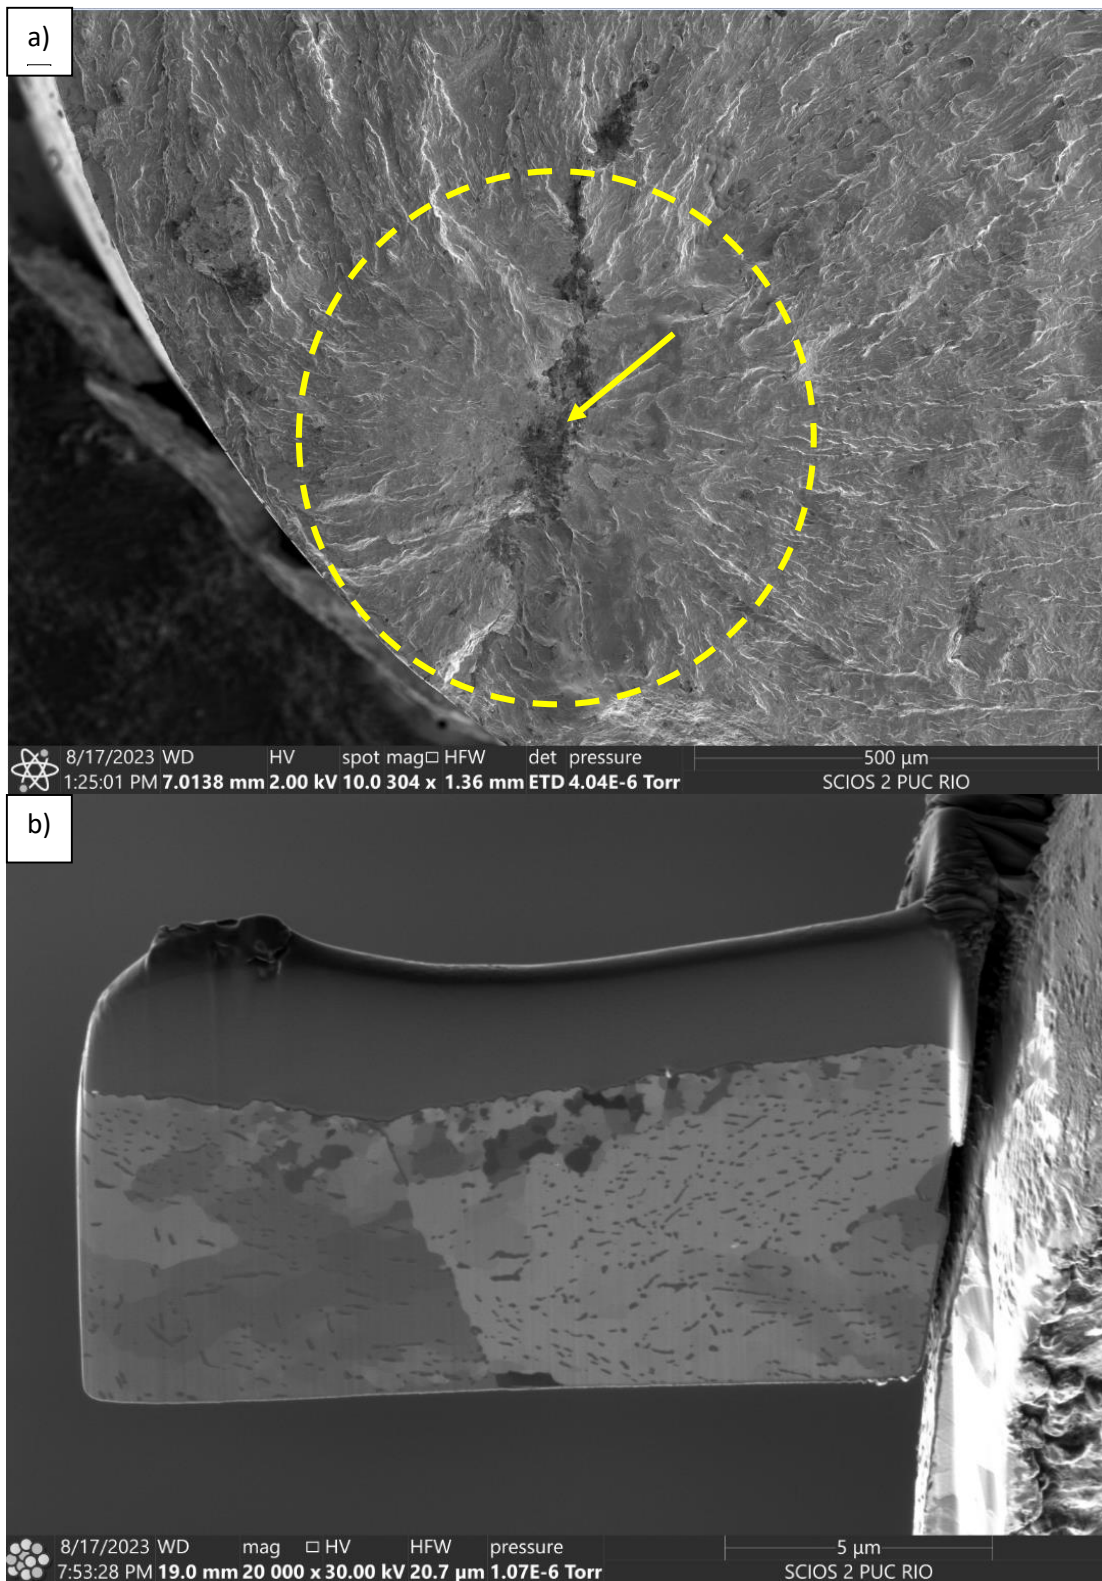 a)
8/17/2023 WD HV spot mag HFW det pressure 500 µm
1:25:01 PM 7.0138 mm 2.00 kV 10.0 304 x 1.36 mm ETD 4.04E-6 Torr SCIOS 2 PUC RIO
b)
8/17/2023 WD mag HV HFW pressure 5 µm
7:53:28 PM 19.0 mm 20 000 x 30.00 kV 20.7 µm 1.07E-6 Torr SCIOS 2 PUC RIO